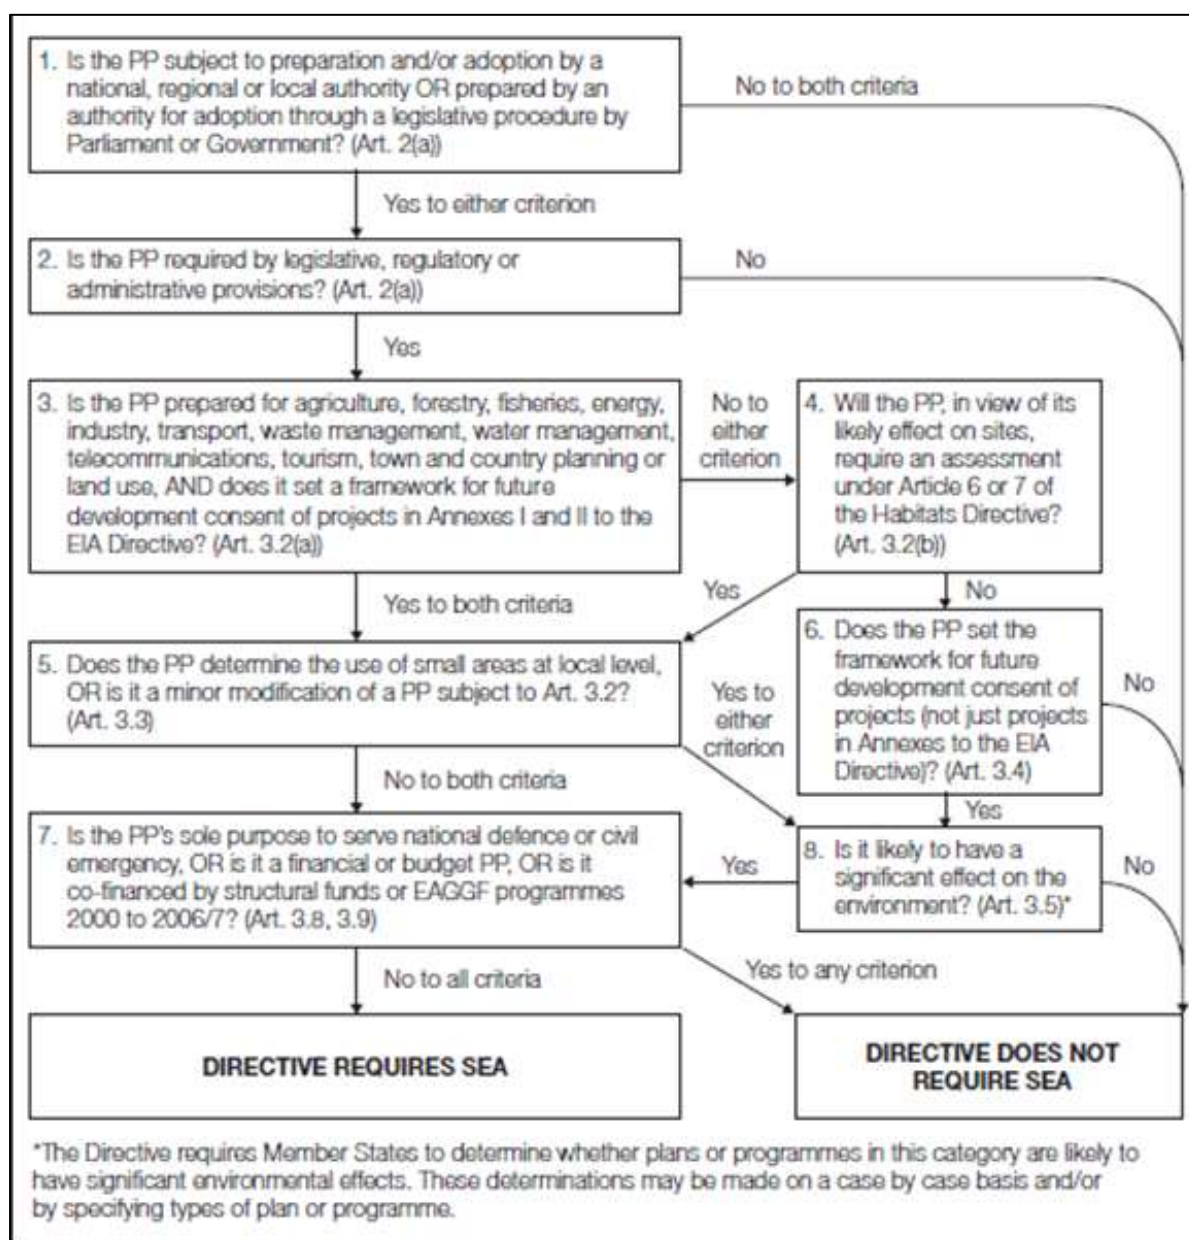 1. Is the PP subject to preparation and/or adoption by a
national, regional or local authority OR prepared by an
authority for adoption through a legislative procedure by
Parliament or Government? (Art. 2(a))
No to both criteria
Yes to either criterion
2. Is the PP required by legislative, regulatory or
administrative provisions? (Art. 2(a))
No
Yes
3. Is the PP prepared for agriculture, forestry, fisheries, energy,
industry, transport, waste management, water management,
telecommunications, tourism, town and country planning or
land use, AND does it set a framework for future
development consent of projects in Annexes I and II to the
EIA Directive? (Art. 3.2(a))
No to
either
criterion
4. Will the PP, in view of its
likely effect on sites,
require an assessment
under Article 6 or 7 of
the Habitats Directive?
(Art. 3.2(b))
Yes to both criteria
Yes
No
5. Does the PP determine the use of small areas at local level,
OR is it a minor modification of a PP subject to Art. 3.2?
(Art. 3.3)
Yes to
either
criterion
6. Does the PP set the
framework for future
development consent of
projects (not just projects
in Annexes to the EIA
Directive)? (Art. 3.4)
No
No to both criteria
Yes
7. Is the PP's sole purpose to serve national defence or civil
emergency, OR is it a financial or budget PP, OR is it
co-financed by structural funds or EAGGF programmes
2000 to 2006/7? (Art. 3.8, 3.9)
Yes
8. Is it likely to have a
significant effect on the
environment? (Art. 3.5)*
No
No to all criteria
Yes to any criterion
DIRECTIVE REQUIRES SEA
DIRECTIVE DOES NOT
REQUIRE SEA
*The Directive requires Member States to determine whether plans or programmes in this category are likely to
have significant environmental effects. These determinations may be made on a case by case basis and/or
by specifying types of plan or programme.